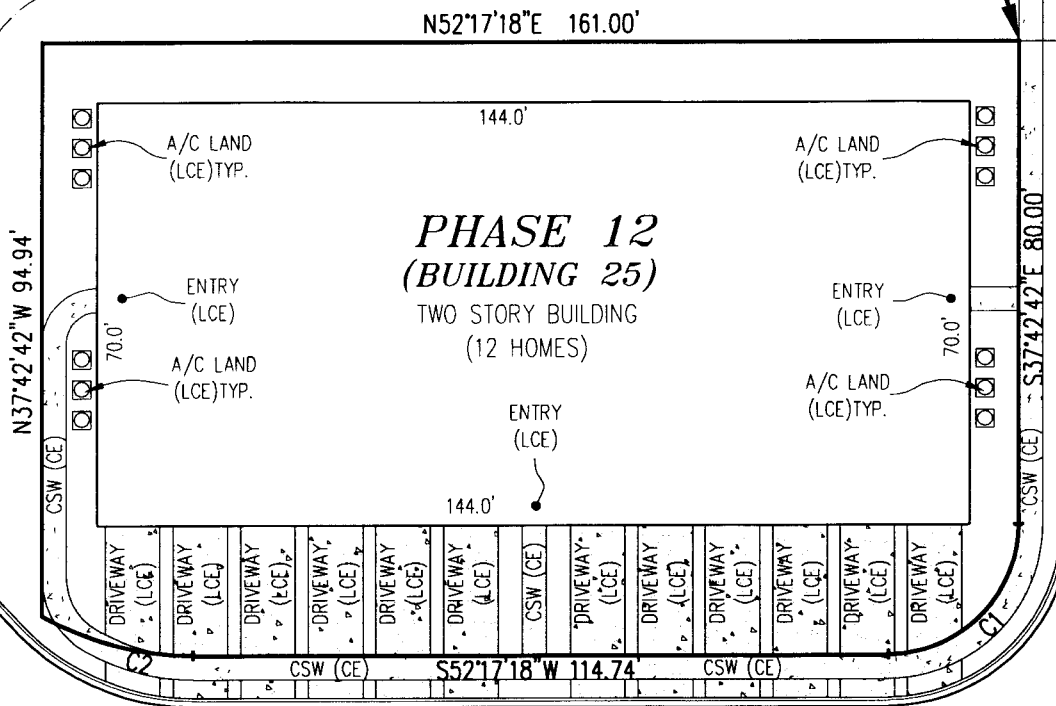 N52°17'18"E 161.00'
144.0'
A/C LAND
(LCE)TYP.
A/C LAND
(LCE)TYP.
PHASE 12
(BUILDING 25)
TWO STORY BUILDING
(12 HOMES)
N37°42'42"W 94.94'
S37°42'42"E 80.00'
ENTRY
(LCE)
ENTRY
(LCE)
70.0'
70.0'
A/C LAND
(LCE)TYP.
A/C LAND
(LCE)TYP.
ENTRY
(LCE)
CSW (CE)
CSW (CE)
144.0'
DRIVEWAY
(LCE)
DRIVEWAY
(LCE)
DRIVEWAY
(LCE)
DRIVEWAY
(LCE)
DRIVEWAY
(LCE)
DRIVEWAY
(LCE)
CSW (CE)
DRIVEWAY
(LCE)
DRIVEWAY
(LCE)
DRIVEWAY
(LCE)
DRIVEWAY
(LCE)
DRIVEWAY
(LCE)
DRIVEWAY
(LCE)
C1
C2
CSW (CE)
S52°17'18"W 114.74
CSW (CE)